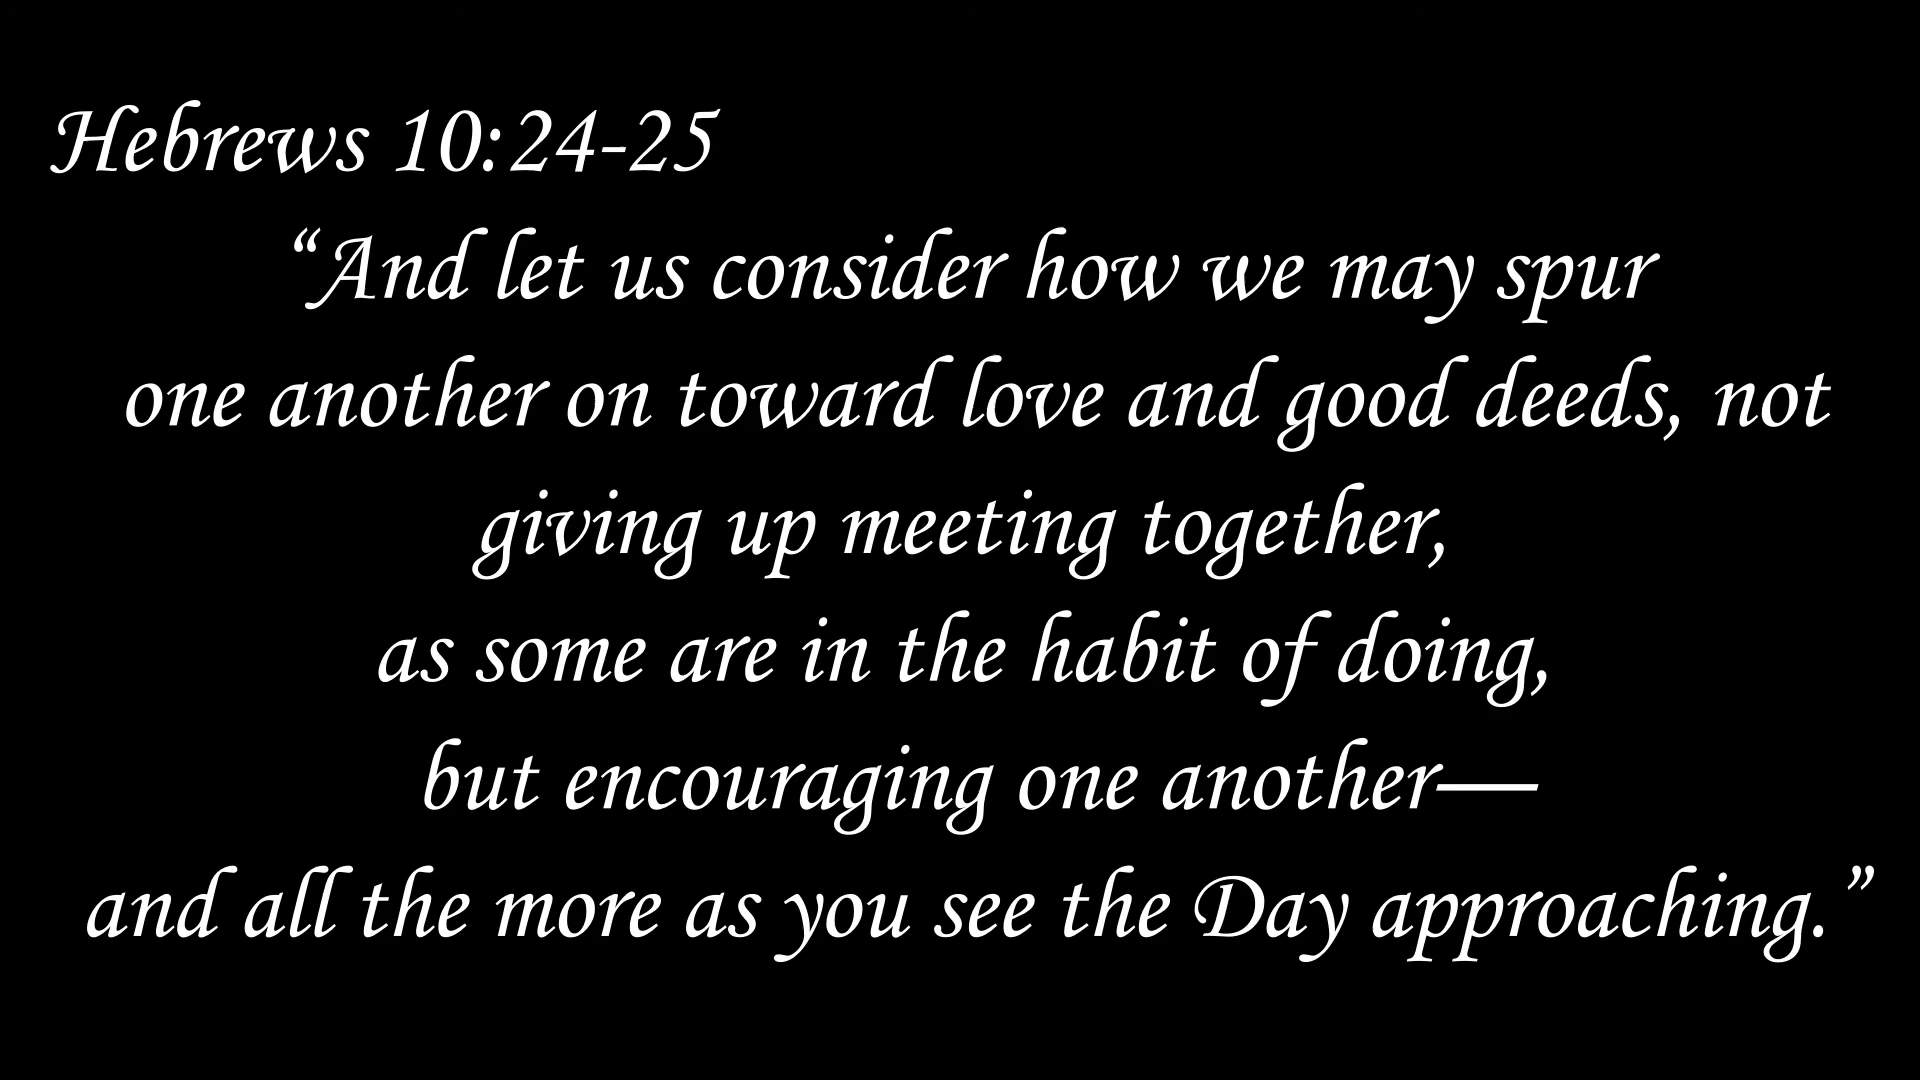 Hebrews 10:24-25
“And let us consider how we may spur
one another on toward love and good deeds, not
giving up meeting together,
as some are in the habit of doing,
but encouraging one another—
and all the more as you see the Day approaching.”